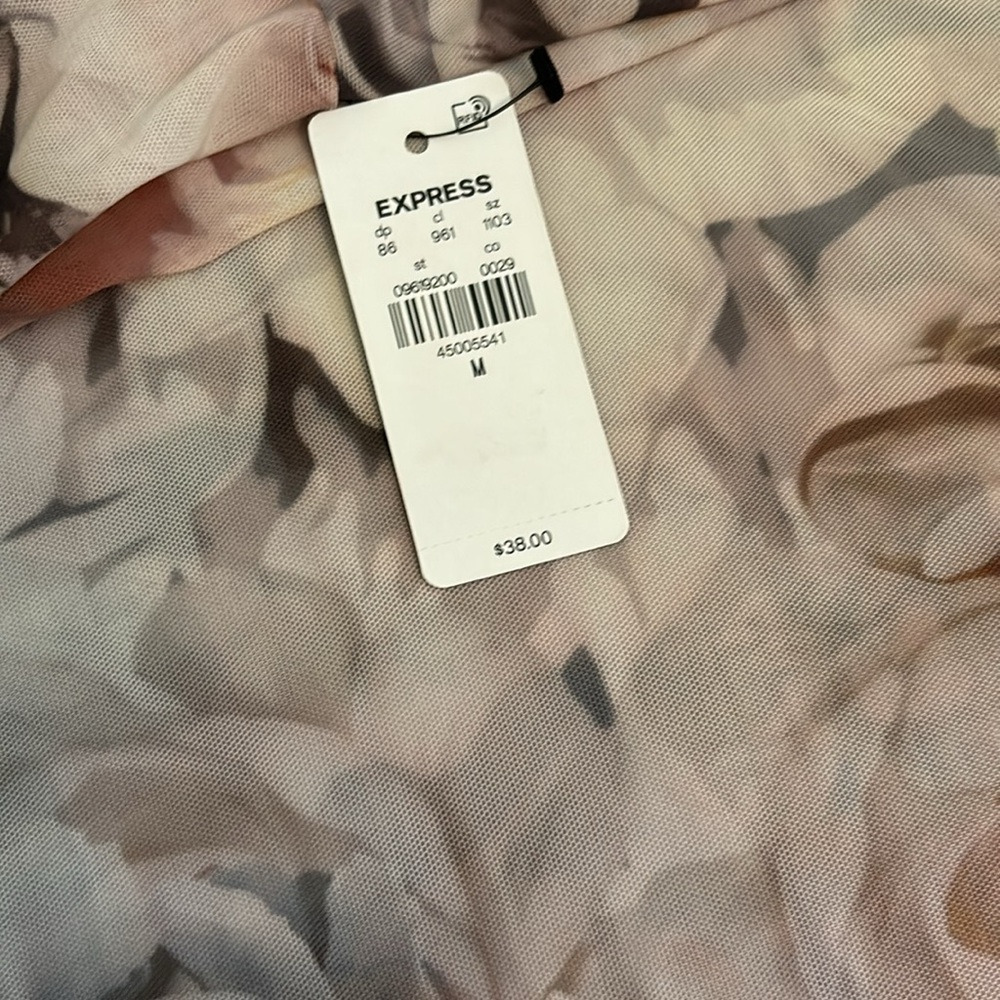 RFID
EXPRESS
dp cl sz
86 961 1103
st co
09619200 0029
45005541
M
$38.00